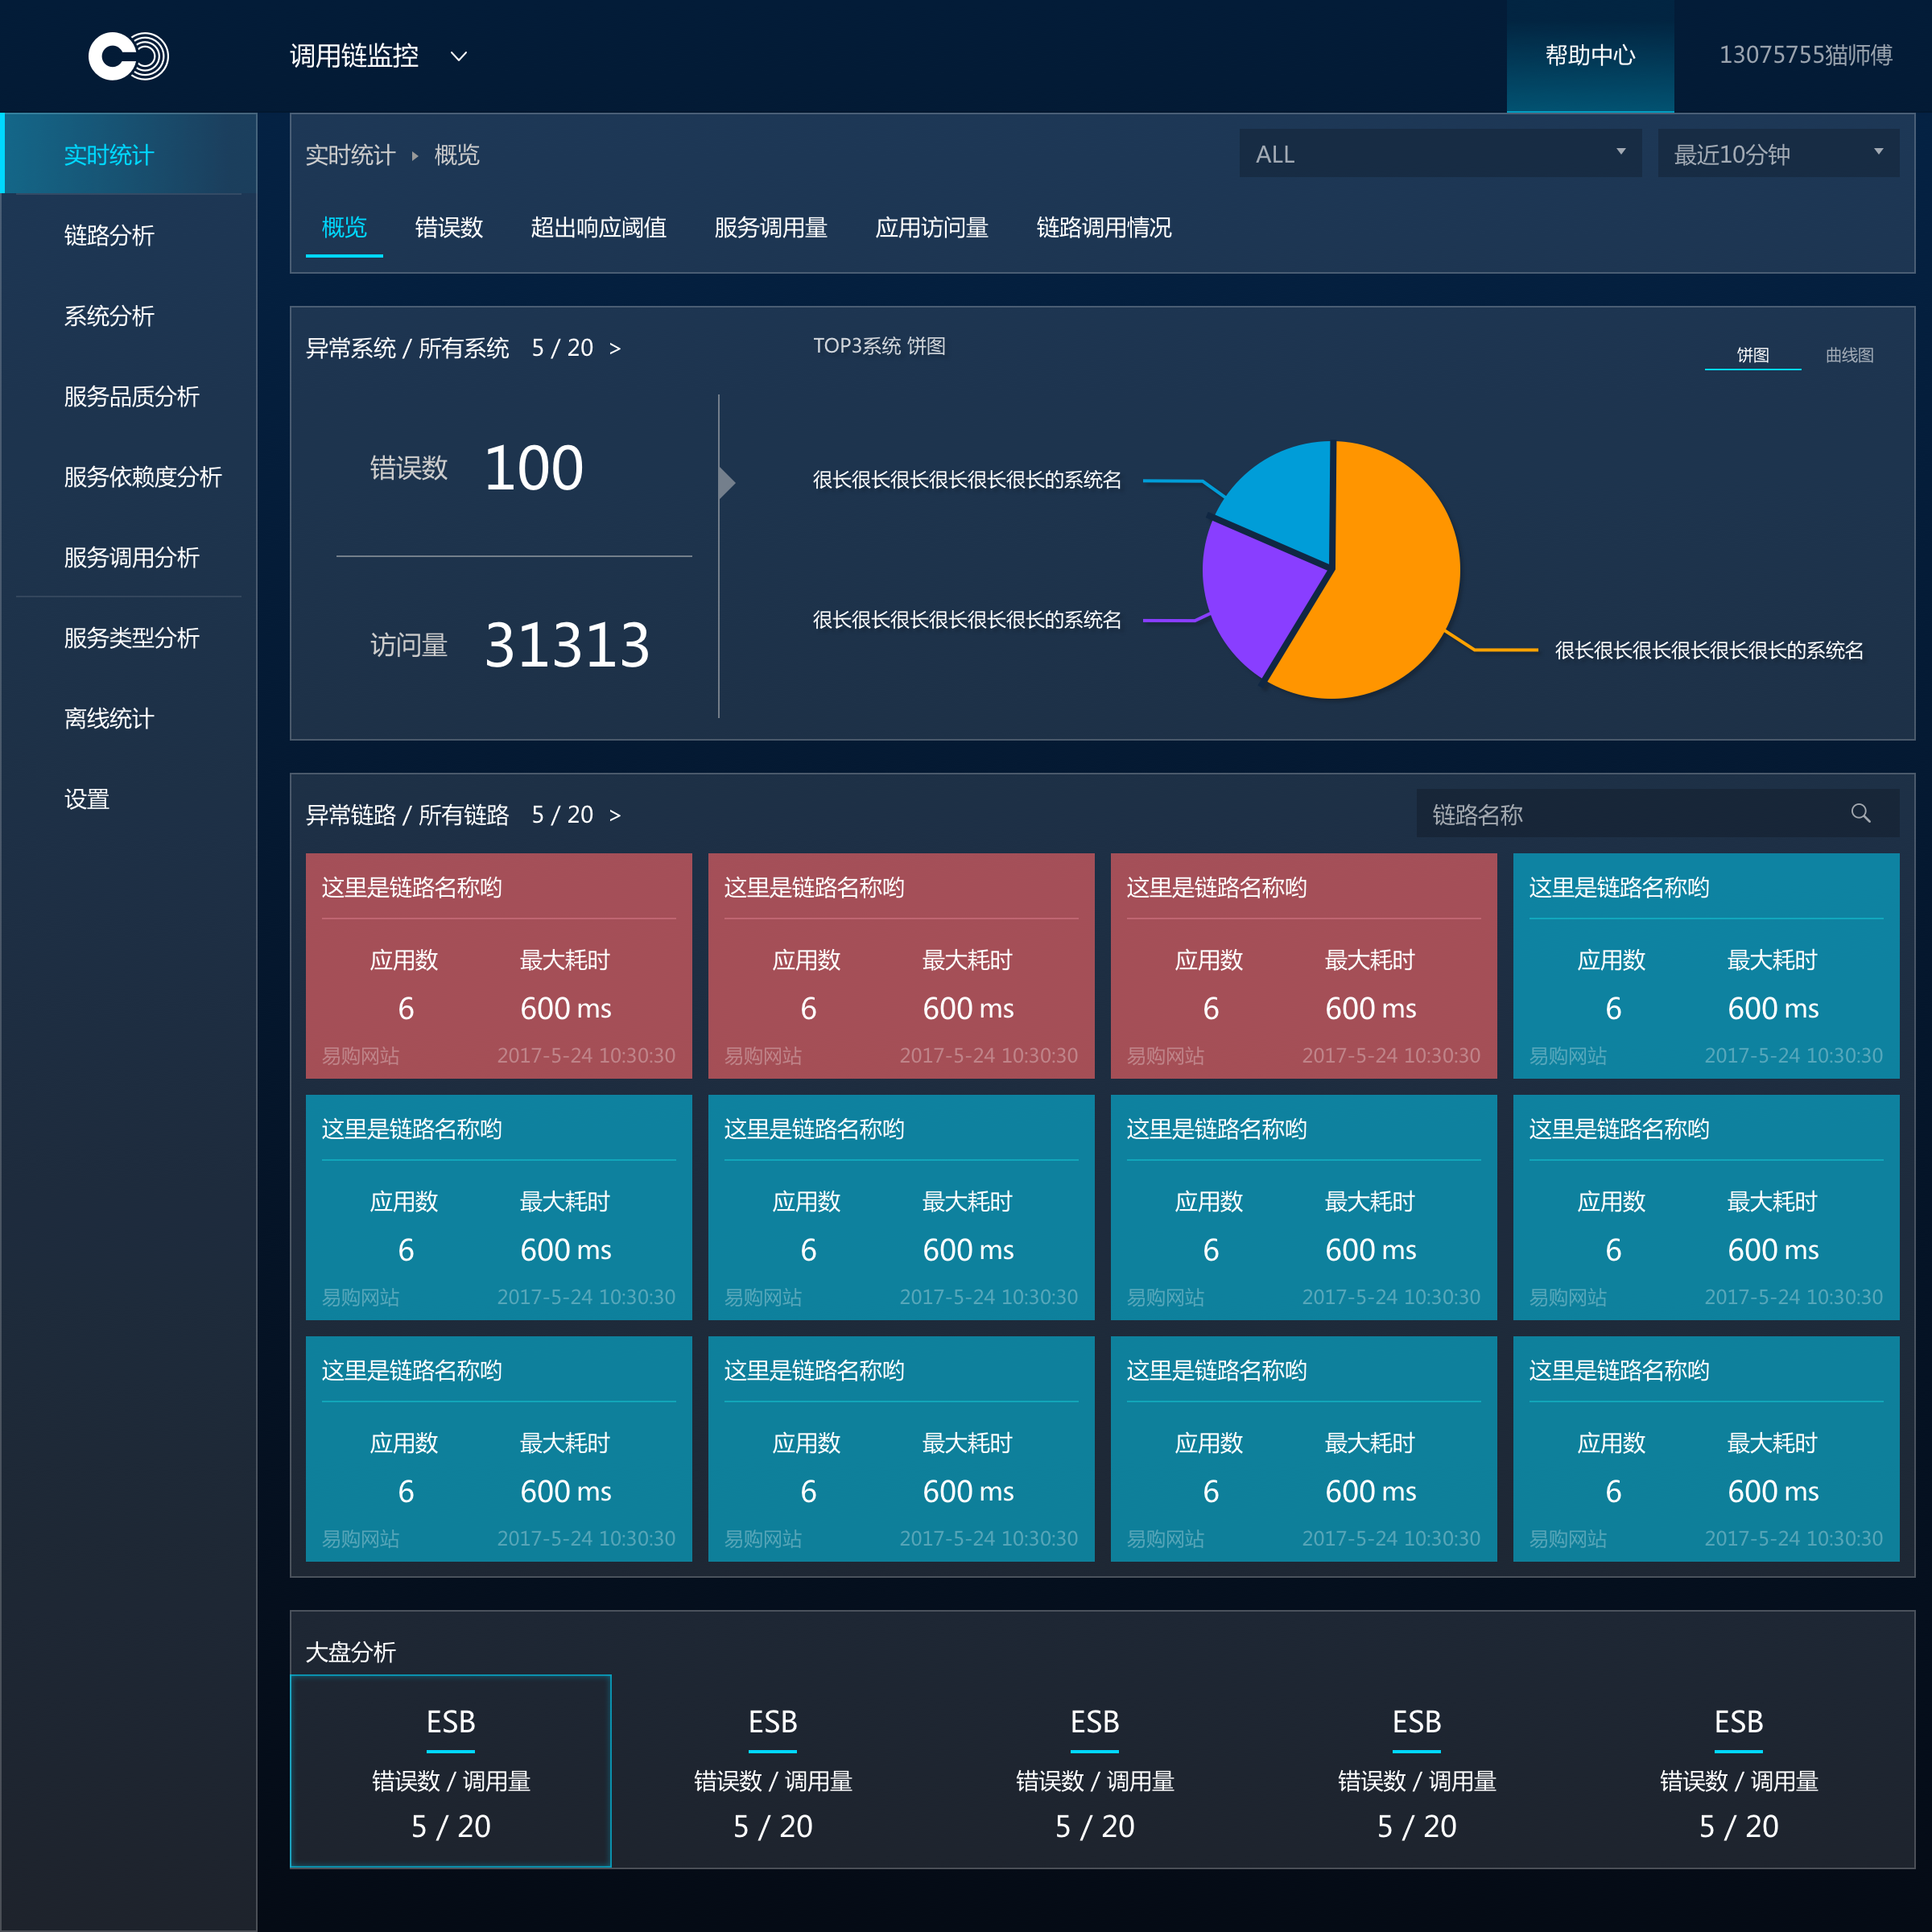 调用链监控
帮助中心
13075755猫师傅
实时统计
链路分析
系统分析
服务品质分析
服务依赖度分析
服务调用分析
服务类型分析
离线统计
设置
实时统计 概览
ALL
最近10分钟
概览 错误数 超出响应阈值 服务调用量 应用访问量 链路调用情况
异常系统 / 所有系统 5 / 20 >
TOP3系统 饼图
饼图 曲线图
错误数 100
访问量 31313
很长很长很长很长很长很长的系统名
很长很长很长很长很长很长的系统名
很长很长很长很长很长很长的系统名
异常链路 / 所有链路 5 / 20 >
链路名称
这里是链路名称哟 这里是链路名称哟 这里是链路名称哟 这里是链路名称哟
应用数 最大耗时 应用数 最大耗时 应用数 最大耗时 应用数 最大耗时
6 600 ms 6 600 ms 6 600 ms 6 600 ms
易购网站 2017-5-24 10:30:30 易购网站 2017-5-24 10:30:30 易购网站 2017-5-24 10:30:30 易购网站 2017-5-24 10:30:30
这里是链路名称哟 这里是链路名称哟 这里是链路名称哟 这里是链路名称哟
应用数 最大耗时 应用数 最大耗时 应用数 最大耗时 应用数 最大耗时
6 600 ms 6 600 ms 6 600 ms 6 600 ms
易购网站 2017-5-24 10:30:30 易购网站 2017-5-24 10:30:30 易购网站 2017-5-24 10:30:30 易购网站 2017-5-24 10:30:30
这里是链路名称哟 这里是链路名称哟 这里是链路名称哟 这里是链路名称哟
应用数 最大耗时 应用数 最大耗时 应用数 最大耗时 应用数 最大耗时
6 600 ms 6 600 ms 6 600 ms 6 600 ms
易购网站 2017-5-24 10:30:30 易购网站 2017-5-24 10:30:30 易购网站 2017-5-24 10:30:30 易购网站 2017-5-24 10:30:30
大盘分析
ESB ESB ESB ESB ESB
错误数 / 调用量 错误数 / 调用量 错误数 / 调用量 错误数 / 调用量 错误数 / 调用量
5 / 20 5 / 20 5 / 20 5 / 20 5 / 20